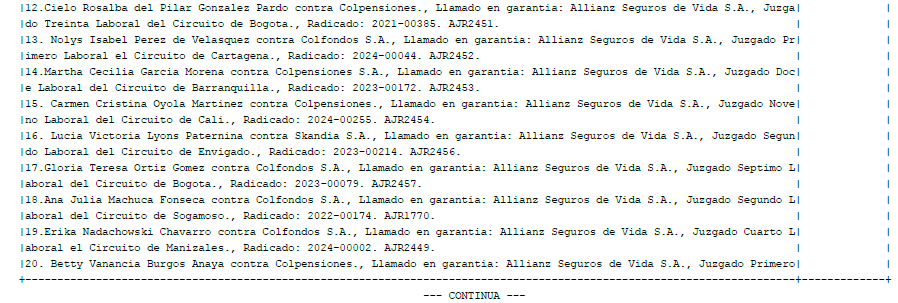 |12.Cielo Rosalba del Pilar Gonzalez Pardo contra Colpensiones., Llamado en garantia: Allianz Seguros de Vida S.A., Juzga| |
|do Treinta Laboral del Circuito de Bogota., Radicado: 2021-00385. AJR2451. | |
|13. Nolys Isabel Perez de Velasquez contra Colfondos S.A., Llamado en garantia: Allianz Seguros de Vida S.A., Juzgado Pr| |
|imero Laboral el Circuito de Cartagena., Radicado: 2024-00044. AJR2452. | |
|14.Martha Cecilia Garcia Morena contra Colpensiones S.A., Llamado en garantia: Allianz Seguros de Vida S.A., Juzgado Doc| |
|e Laboral del Circuito de Barranquilla., Radicado: 2023-00172. AJR2453. | |
|15. Carmen Cristina Oyola Martinez contra Colpensiones., Llamado en garantia: Allianz Seguros de Vida S.A., Juzgado Nove| |
|no Laboral del Circuito de Cali., Radicado: 2024-00255. AJR2454. | |
|16. Lucia Victoria Lyons Paternina contra Skandia S.A., Llamado en garantia: Allianz Seguros de Vida S.A., Juzgado Segun| |
|do Laboral del Circuito de Envigado., Radicado: 2023-00214. AJR2456. | |
|17.Gloria Teresa Ortiz Gomez contra Colfondos S.A., Llamado en garantia: Allianz Seguros de Vida S.A., Juzgado Septimo L| |
|aboral del Circuito de Bogota., Radicado: 2023-00079. AJR2457. | |
|18.Ana Julia Machuca Fonseca contra Colfondos S.A., Llamado en garantia: Allianz Seguros de Vida S.A., Juzgado Segundo L| |
|aboral del Circuito de Sogamoso., Radicado: 2022-00174. AJR1770. | |
|19.Erika Nadachowski Chavarro contra Colfondos S.A., Llamado en garantia: Allianz Seguros de Vida S.A., Juzgado Cuarto L| |
|aboral el Circuito de Manizales., Radicado: 2024-00002. AJR2449. | |
|20. Betty Vanancia Burgos Anaya contra Colpensiones., Llamado en garantia: Allianz Seguros de Vida S.A., Juzgado Primero| |
--- CONTINUA ---